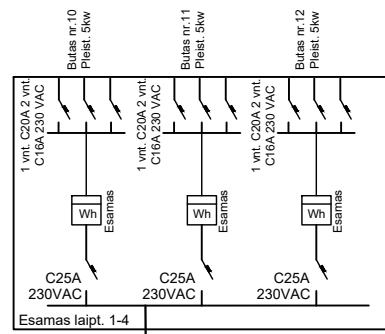 Butas nr.10
Pleist. 5kw
Butas nr.11
Pleist. 5kw
Butas nr.12
Pleist. 5kw
1 vnt. C20A 2 vnt.
C16A 230 VAC
1 vnt. C20A 2 vnt.
C16A 230 VAC
1 vnt. C20A 2 vnt.
C16A 230 VAC
Wh
Esamas
Wh
Esamas
Wh
Esamas
C25A
230VAC
C25A
230VAC
C25A
230VAC
Esamas laipt. 1-4